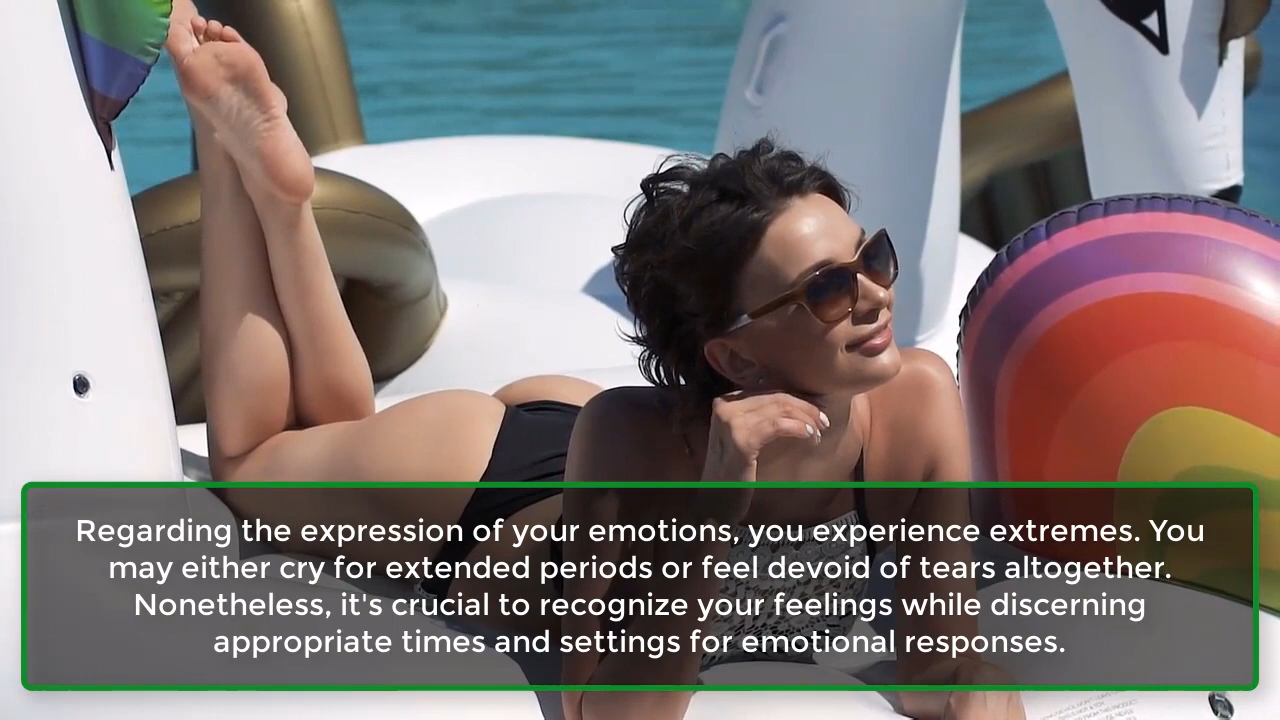 Regarding the expression of your emotions, you experience extremes. You
may either cry for extended periods or feel devoid of tears altogether.
Nonetheless, it's crucial to recognize your feelings while discerning
appropriate times and settings for emotional responses.